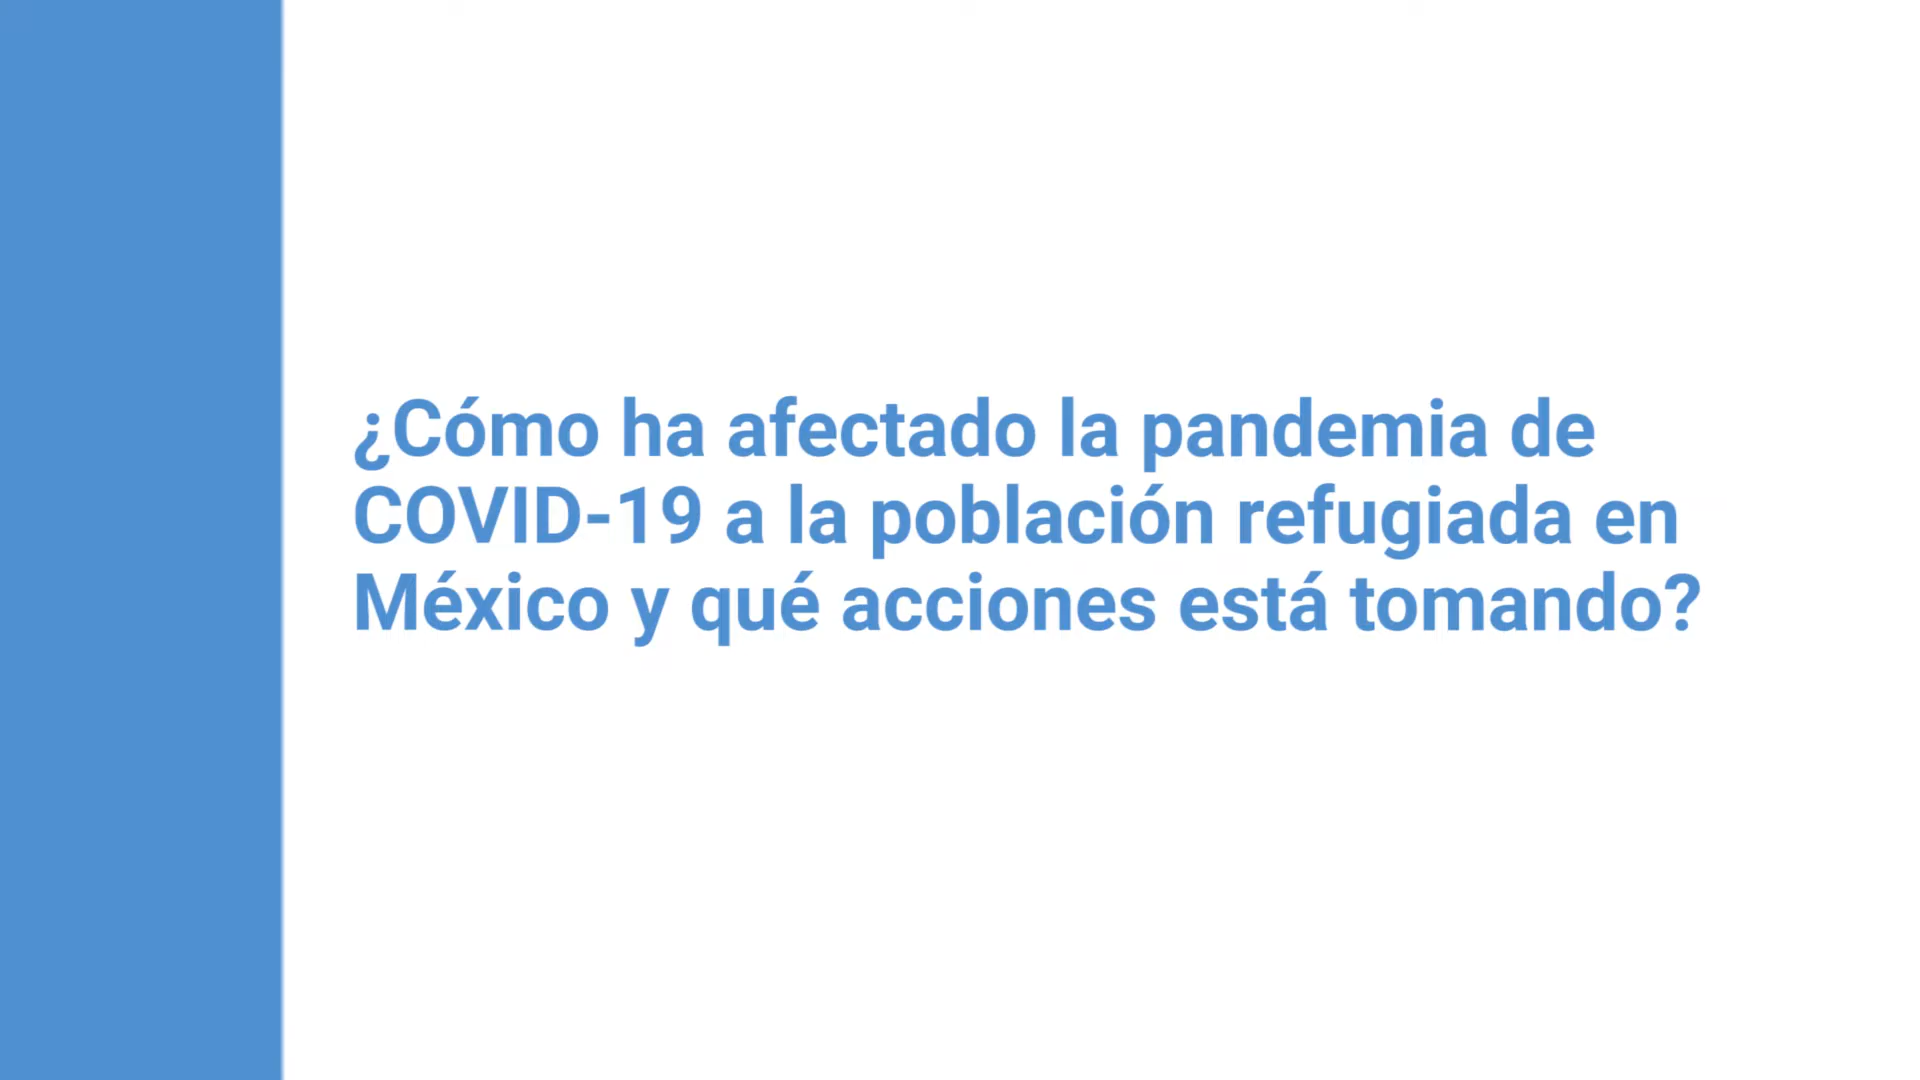 ¿Cómo ha afectado la pandemia de
COVID-19 a la población refugiada en
México y qué acciones está tomando?